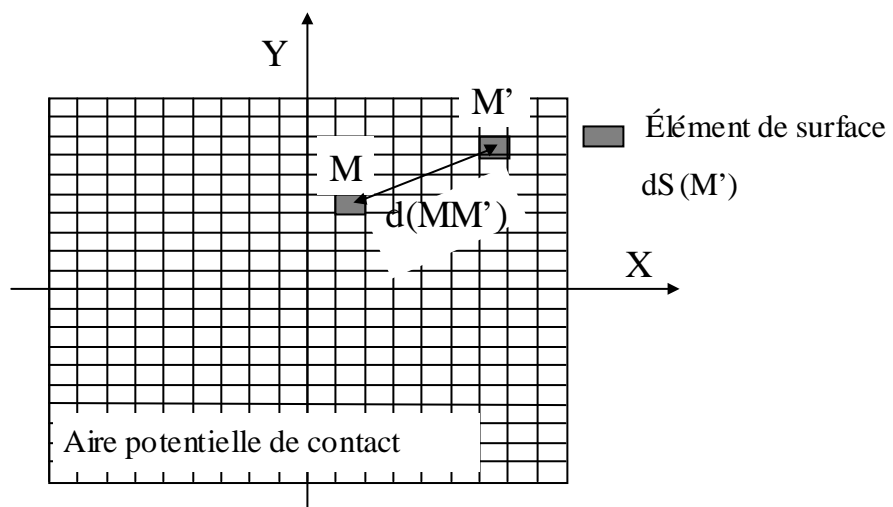 Y
M'
Élément de surface
dS (M')
M
d(MM')
X
Aire potentielle de contact